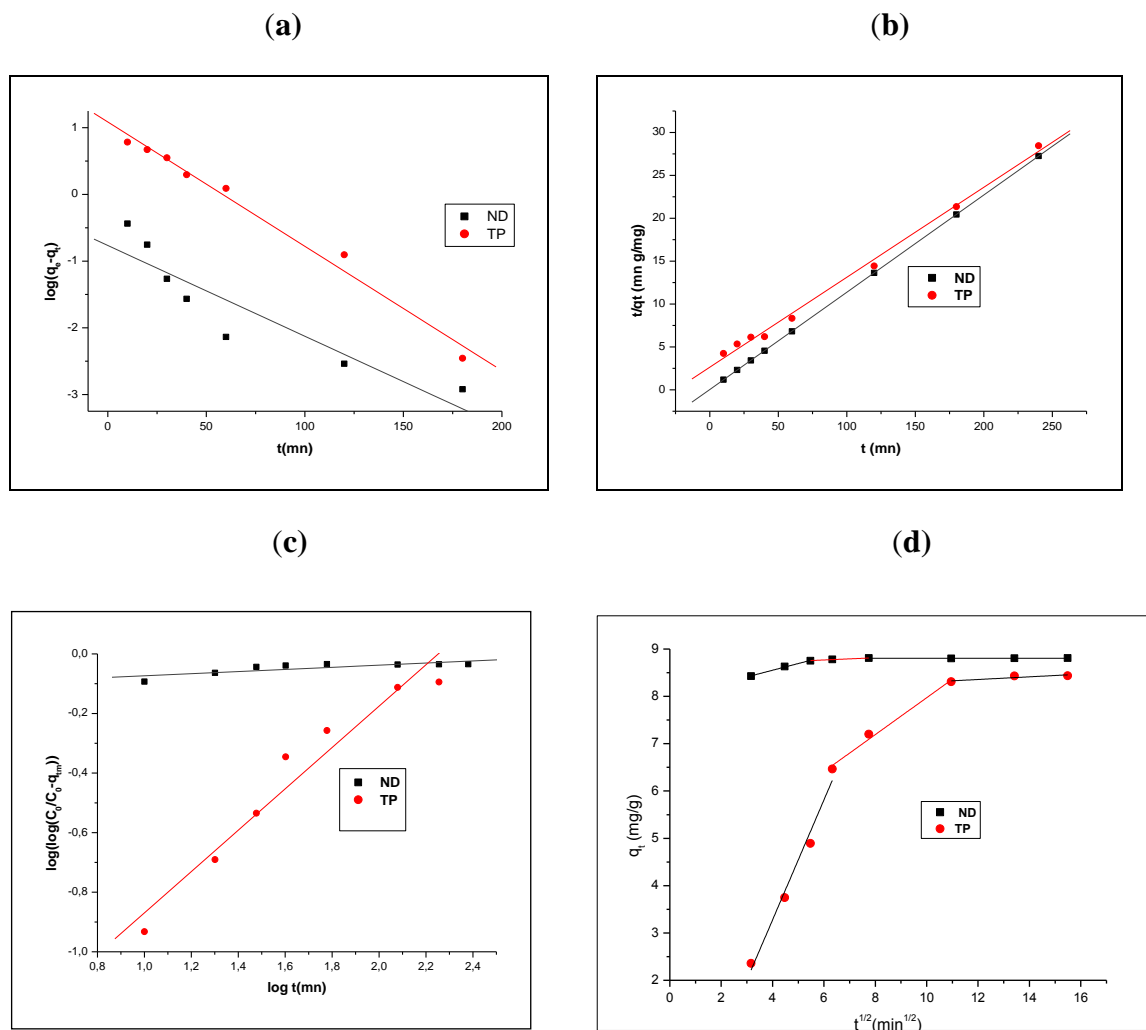 (a)
1
0
-1
-2
-3
log(qe-qt)
0
50
100
150
200
t(mn)
ND
TP
(b)
30
25
20
15
10
5
0
t/qt (mn g/mg)
0
50
100
150
200
250
t (mn)
ND
TP
(c)
0,0
-0,2
-0,4
-0,6
-0,8
-1,0
log(log(C0/C0-qtm))
0,8
1,0
1,2
1,4
1,6
1,8
2,0
2,2
2,4
log t(mn)
ND
TP
(d)
9
8
7
6
5
4
3
2
qt (mg/g)
0
2
4
6
8
10
12
14
16
t1/2(min1/2)
ND
TP